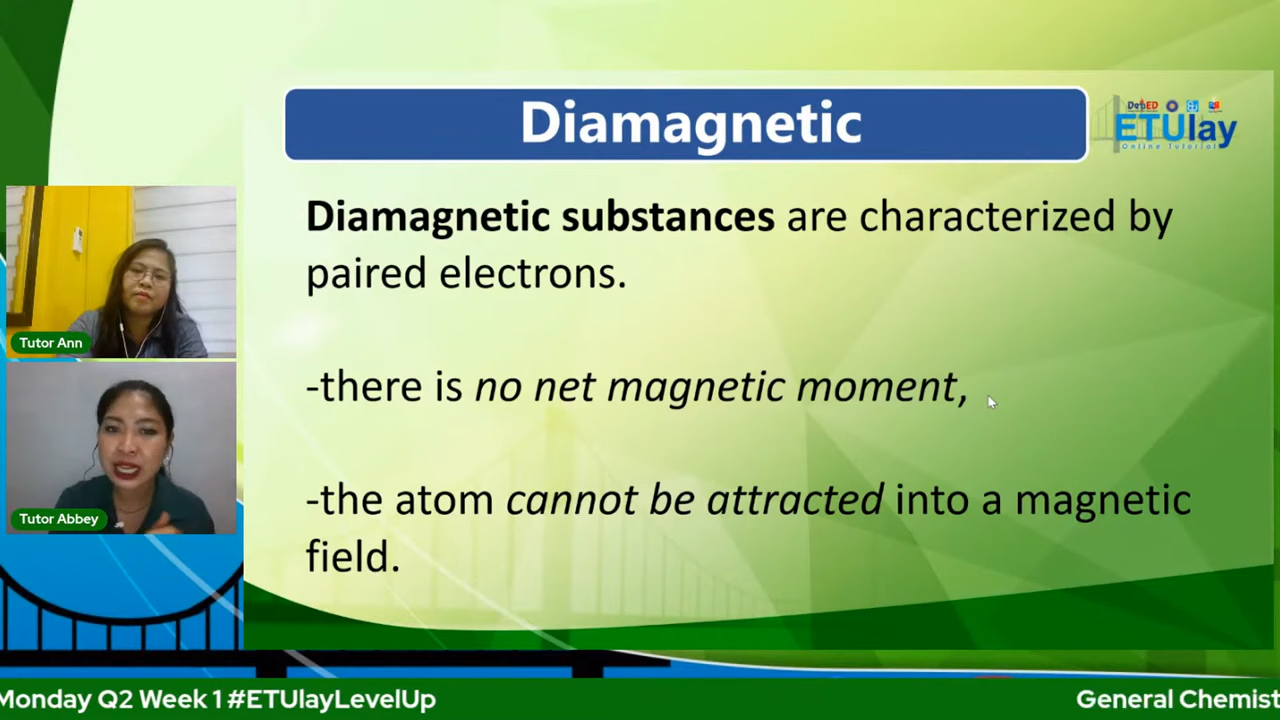 Diamagnetic
DepED
ETUlay
Online Tutorial
Diamagnetic substances are characterized by
paired electrons.
-there is no net magnetic moment,
-the atom cannot be attracted into a magnetic
field.
Tutor Ann
Tutor Abbey
Monday Q2 Week 1 #ETUlayLevelUp
General Chemist